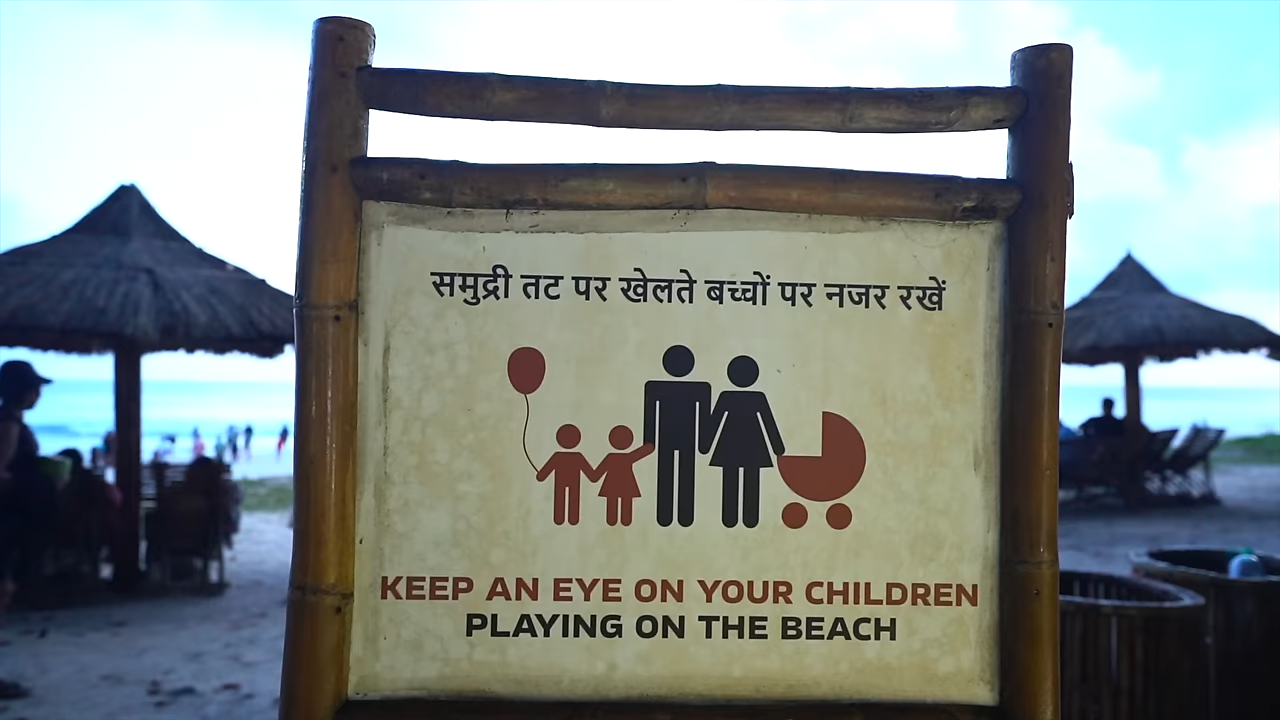 समुद्री तट पर खेलते बच्चों पर नजर रखें
KEEP AN EYE ON YOUR CHILDREN
PLAYING ON THE BEACH